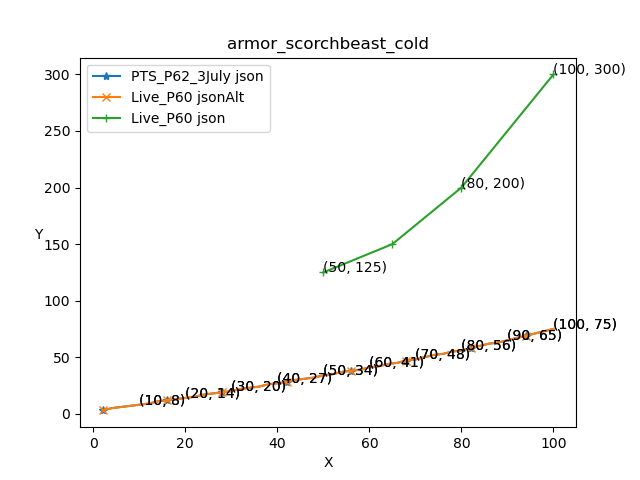 armor_scorchbeast_cold
PTS_P62_3July json
Live_P60 jsonAlt
Live_P60 json
300
250
200
150
100
50
0
Y
(100, 300)
(80, 200)
(50, 125)
(100, 75)
(90, 65)
(80, 56)
(70, 48)
(60, 41)
(50, 34)
(40, 27)
(30, 20)
(20, 14)
(10, 8)
0 20 40 60 80 100
X